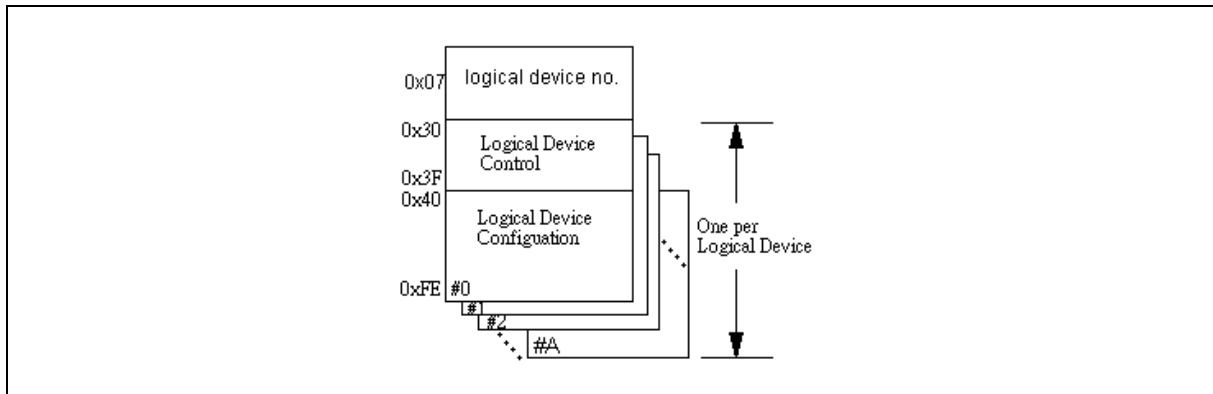 0x07
logical device no.
0x30
Logical Device
Control
0x3F
0x40
Logical Device
Configuation
One per
Logical Device
0xFE
#0
#1
#2
#A